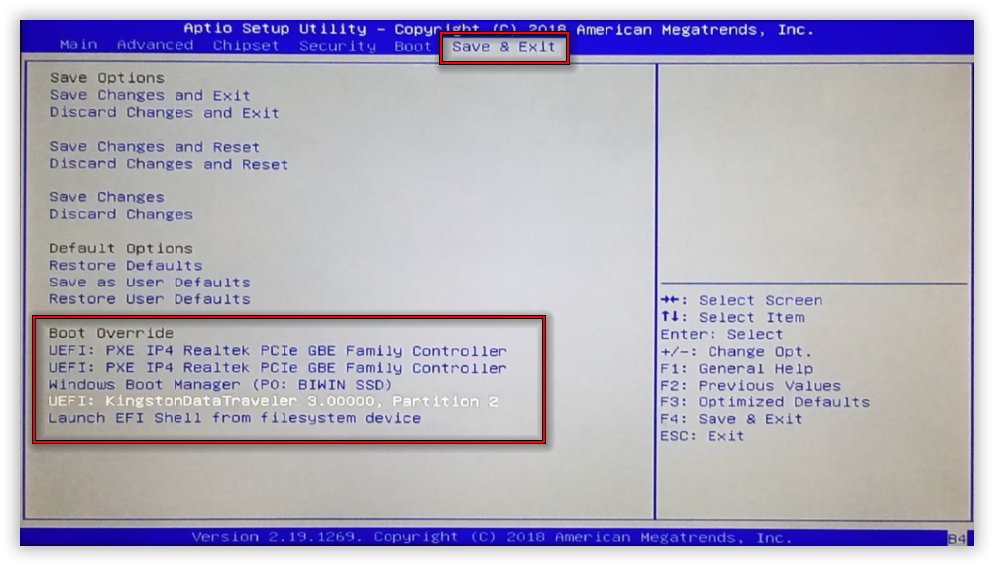 Aptio Setup Utility – Copyright (C) 2018 American Megatrends, Inc.
Main Advanced Chipset Security Boot Save & Exit
Save Options
Save Changes and Exit
Discard Changes and Exit
Save Changes and Reset
Discard Changes and Reset
Save Changes
Discard Changes
Default Options
Restore Defaults
Save as User Defaults
Restore User Defaults
Boot Override
UEFI: PXE IP4 Realtek PCIe GBE Family Controller
UEFI: PXE IP4 Realtek PCIe GBE Family Controller
Windows Boot Manager (P0: BIWIN SSD)
UEFI: KingstonDataTraveler 3.00000, Partition 2
Launch EFI Shell from filesystem device
→←: Select Screen
↑↓: Select Item
Enter: Select
+/-: Change Opt.
F1: General Help
F2: Previous Values
F3: Optimized Defaults
F4: Save & Exit
ESC: Exit
Version 2.19.1269. Copyright (C) 2018 American Megatrends, Inc.
B4